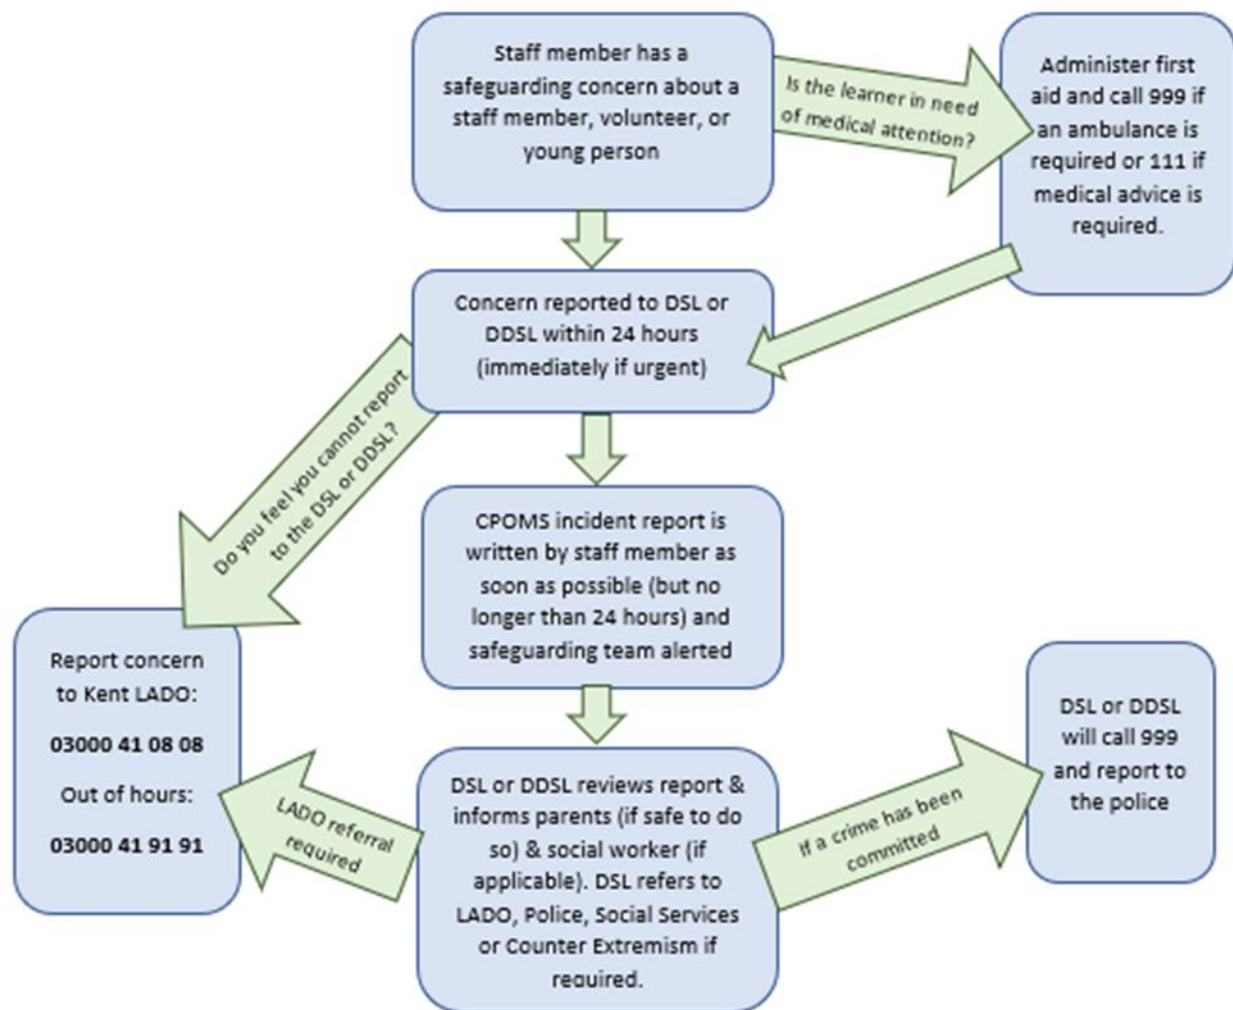 Staff member has a
safeguarding concern about a
staff member, volunteer, or
young person
Is the learner in need
of medical attention?
Administer first
aid and call 999 if
an ambulance is
required or 111 if
medical advice is
required.
Concern reported to DSL or
DDSL within 24 hours
(immediately if urgent)
Do you feel you cannot report
to the DSL or DDSL?
CPOMS incident report is
written by staff member as
soon as possible (but no
longer than 24 hours) and
safeguarding team alerted
Report concern
to Kent LADO:
03000 41 08 08
Out of hours:
03000 41 91 91
LADO referral
required
DSL or DDSL reviews report &
informs parents (if safe to do
so) & social worker (if
applicable). DSL refers to
LADO, Police, Social Services
or Counter Extremism if
required.
If a crime has been
committed
DSL or DDSL
will call 999
and report to
the police